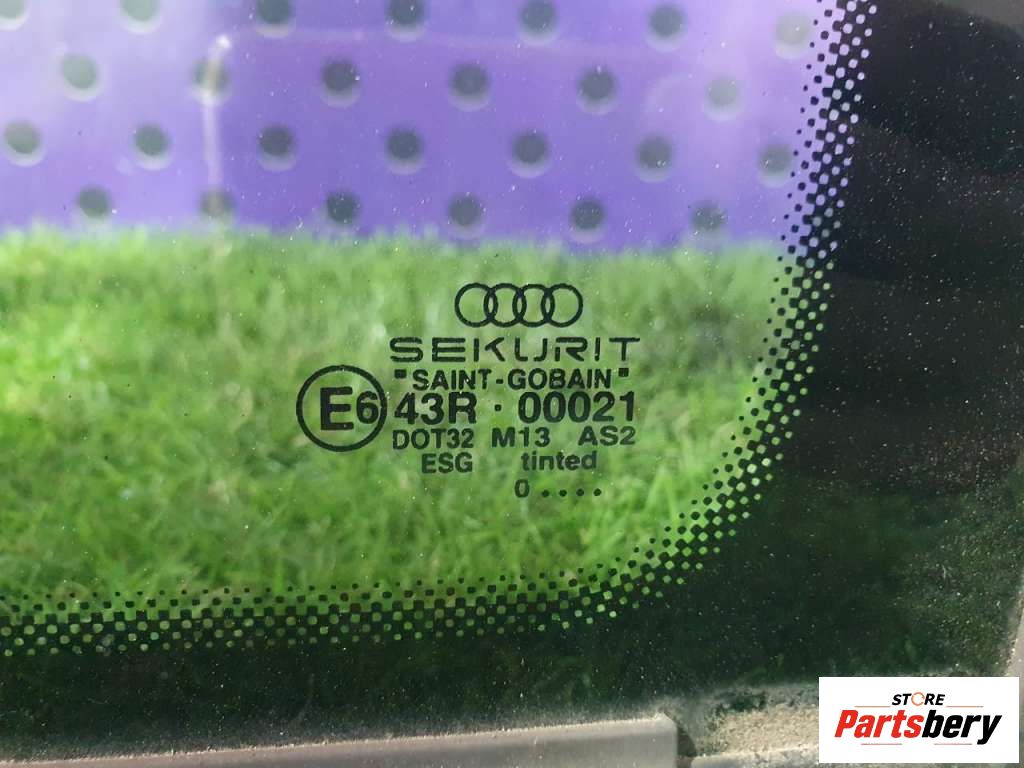 SEKURIT
"SAINT-GOBAIN"
E6 43R · 00021
DOT32 M13 AS2
ESG tinted
0 ....
STORE
Partsbery